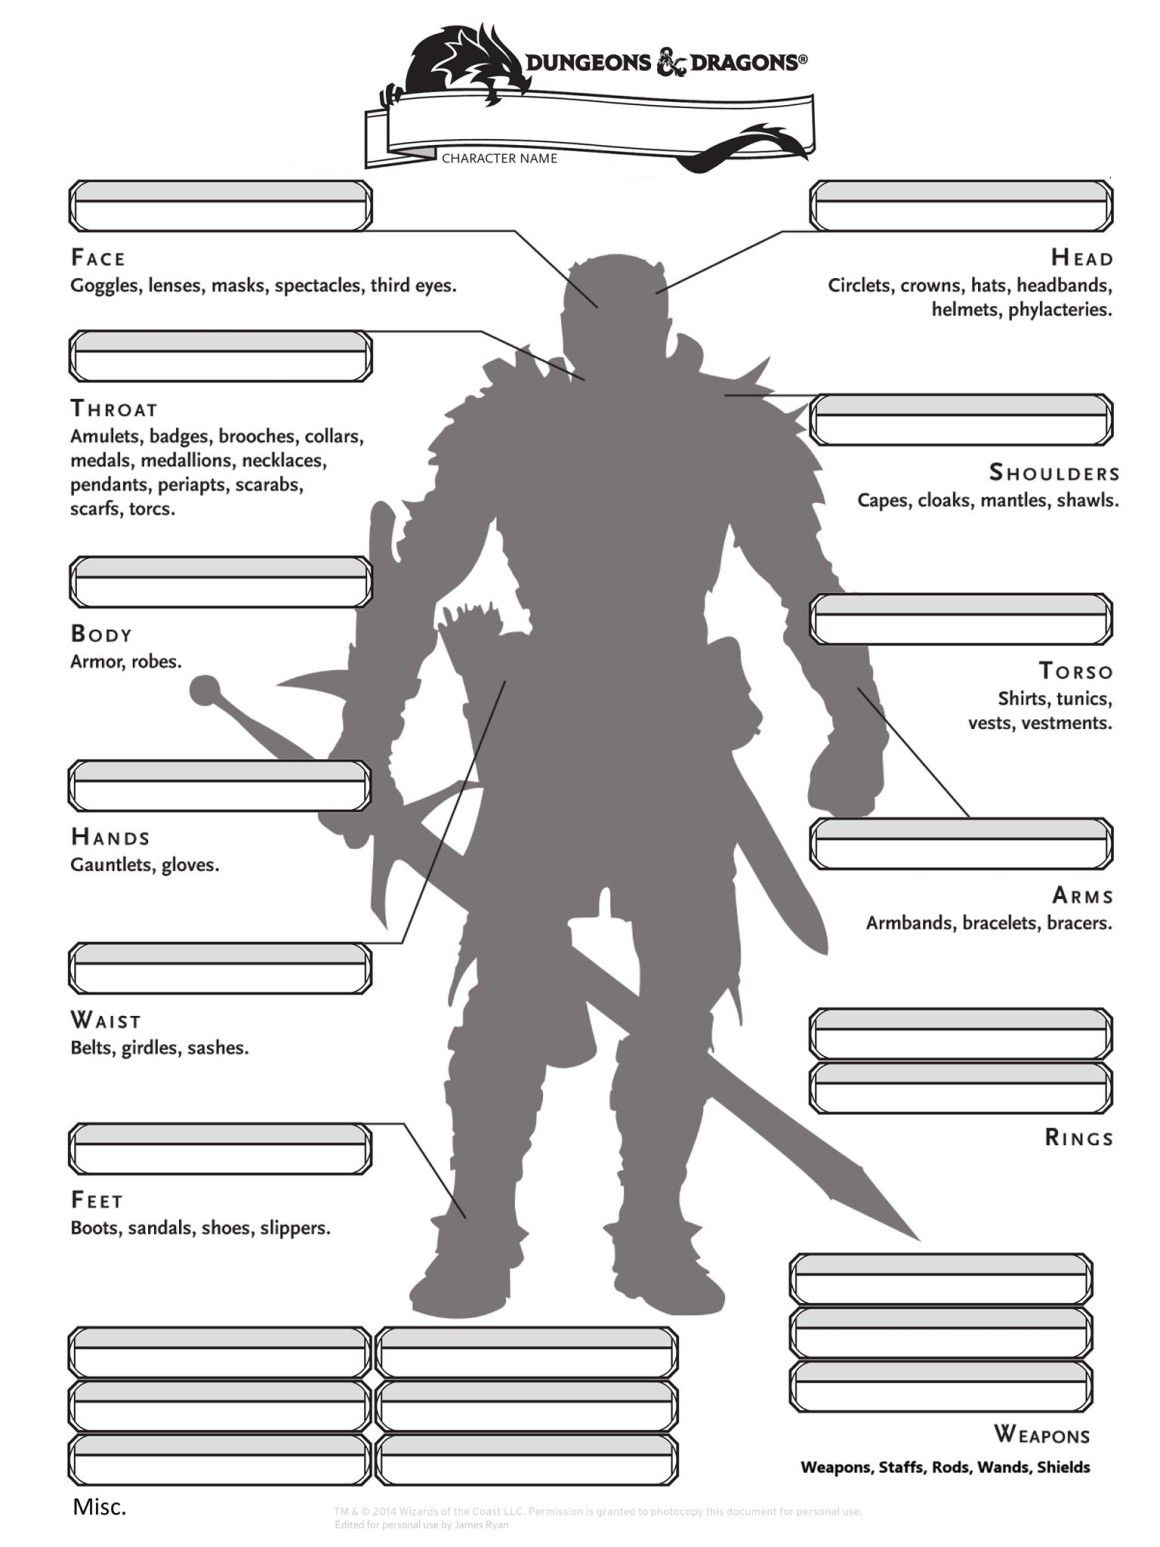 DUNGEONS & DRAGONS®
CHARACTER NAME
FACE
Goggles, lenses, masks, spectacles, third eyes.
HEAD
Circlets, crowns, hats, headbands,
helmets, phylacteries.
THROAT
Amulets, badges, brooches, collars,
medals, medallions, necklaces,
pendants, periapts, scarabs,
scarfs, torcs.
SHOULDERS
Capes, cloaks, mantles, shawls.
BODY
Armor, robes.
TORSO
Shirts, tunics,
vests, vestments.
HANDS
Gauntlets, gloves.
ARMS
Armbands, bracelets, bracers.
WAIST
Belts, girdles, sashes.
RINGS
FEET
Boots, sandals, shoes, slippers.
WEAPONS
Weapons, Staffs, Rods, Wands, Shields
Misc.
TM & © 2014 Wizards of the Coast LLC. Permission is granted to photocopy this document for personal use.
Edited for personal use by James Ryan